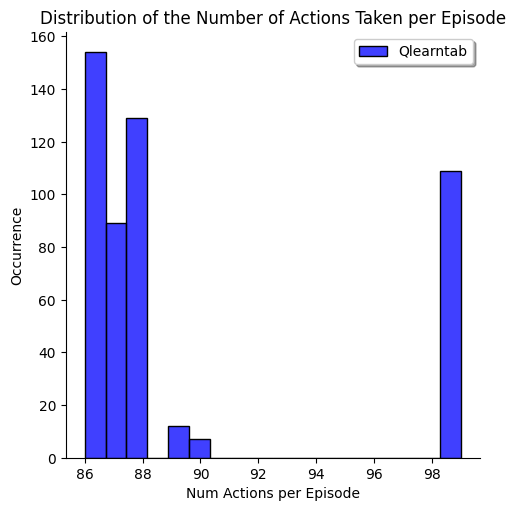 Distribution of the Number of Actions Taken per Episode
Qlearntab
160
140
120
100
80
60
40
20
0
Occurrence
86 88 90 92 94 96 98
Num Actions per Episode